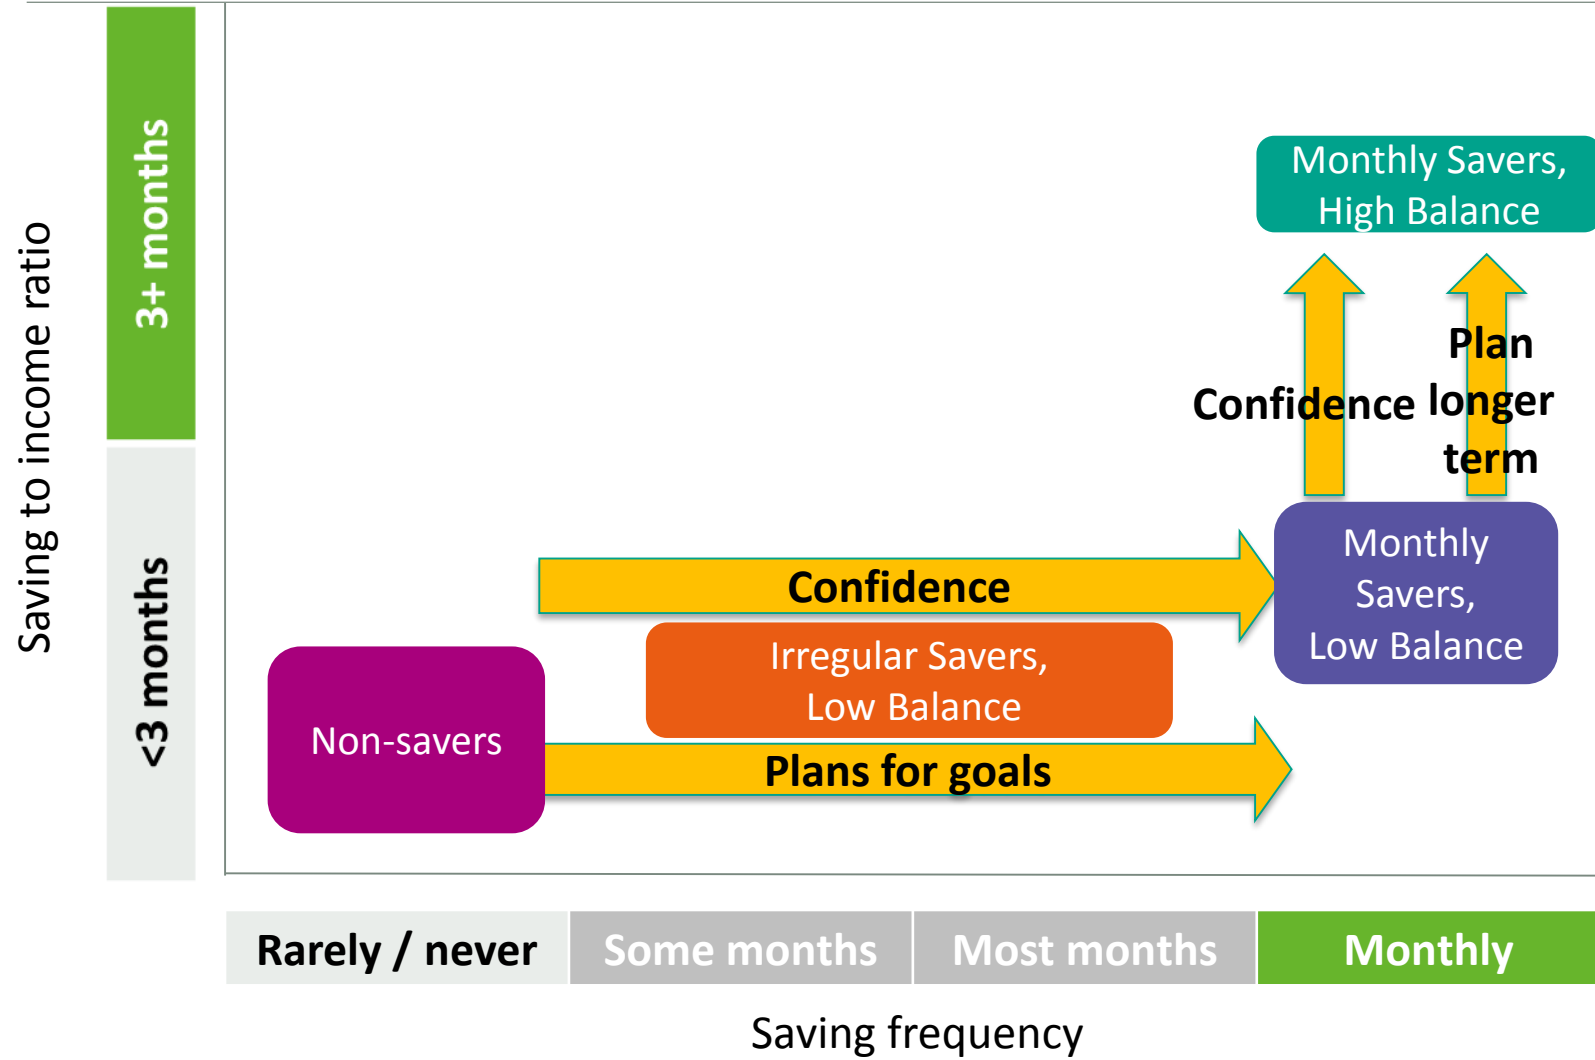 Saving to income ratio
3+ months
<3 months
Monthly Savers,
High Balance
Confidence
Plan
longer
term
Confidence
Monthly
Savers,
Low Balance
Irregular Savers,
Low Balance
Non-savers
Plans for goals
Rarely / never
Some months
Most months
Monthly
Saving frequency